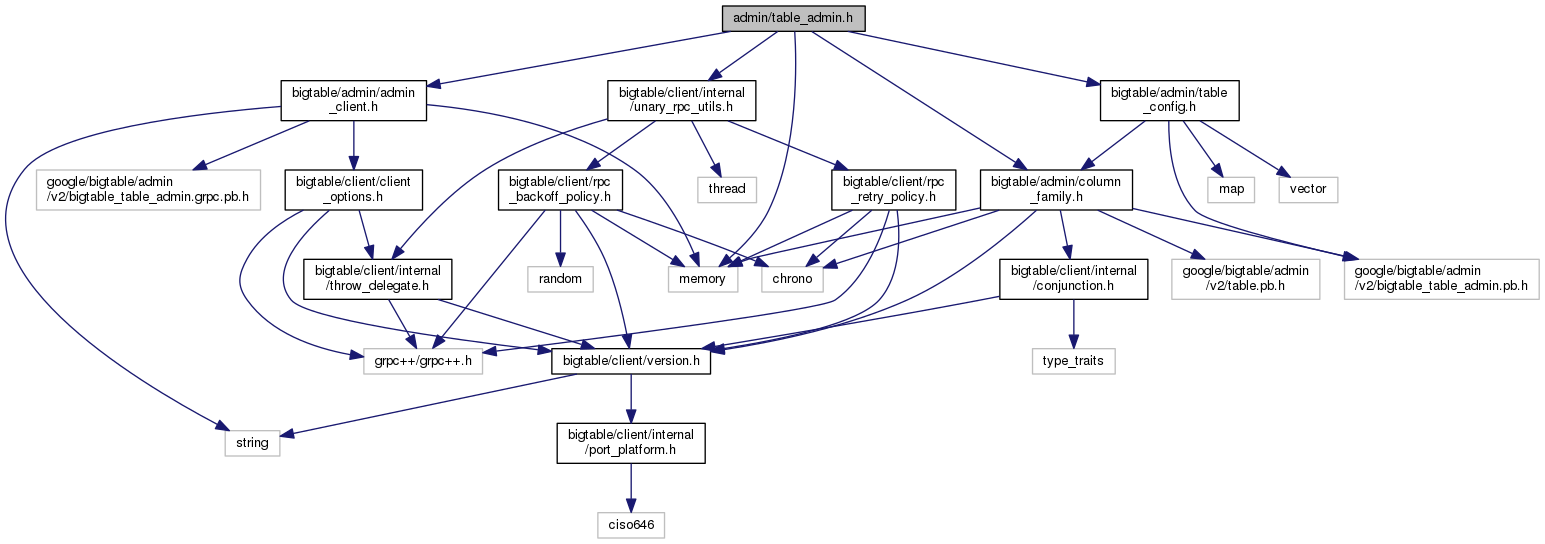 admin/table_admin.h
bigtable/admin/admin
_client.h
bigtable/client/internal
/unary_rpc_utils.h
bigtable/admin/table
_config.h
google/bigtable/admin
/v2/bigtable_table_admin.grpc.pb.h
bigtable/client/client
_options.h
bigtable/client/rpc
_backoff_policy.h
thread
bigtable/client/rpc
_retry_policy.h
bigtable/admin/column
_family.h
map
vector
bigtable/client/internal
/throw_delegate.h
random
memory
chrono
bigtable/client/internal
/conjunction.h
google/bigtable/admin
/v2/table.pb.h
google/bigtable/admin
/v2/bigtable_table_admin.pb.h
grpc++/grpc++.h
bigtable/client/version.h
type_traits
string
bigtable/client/internal
/port_platform.h
ciso646